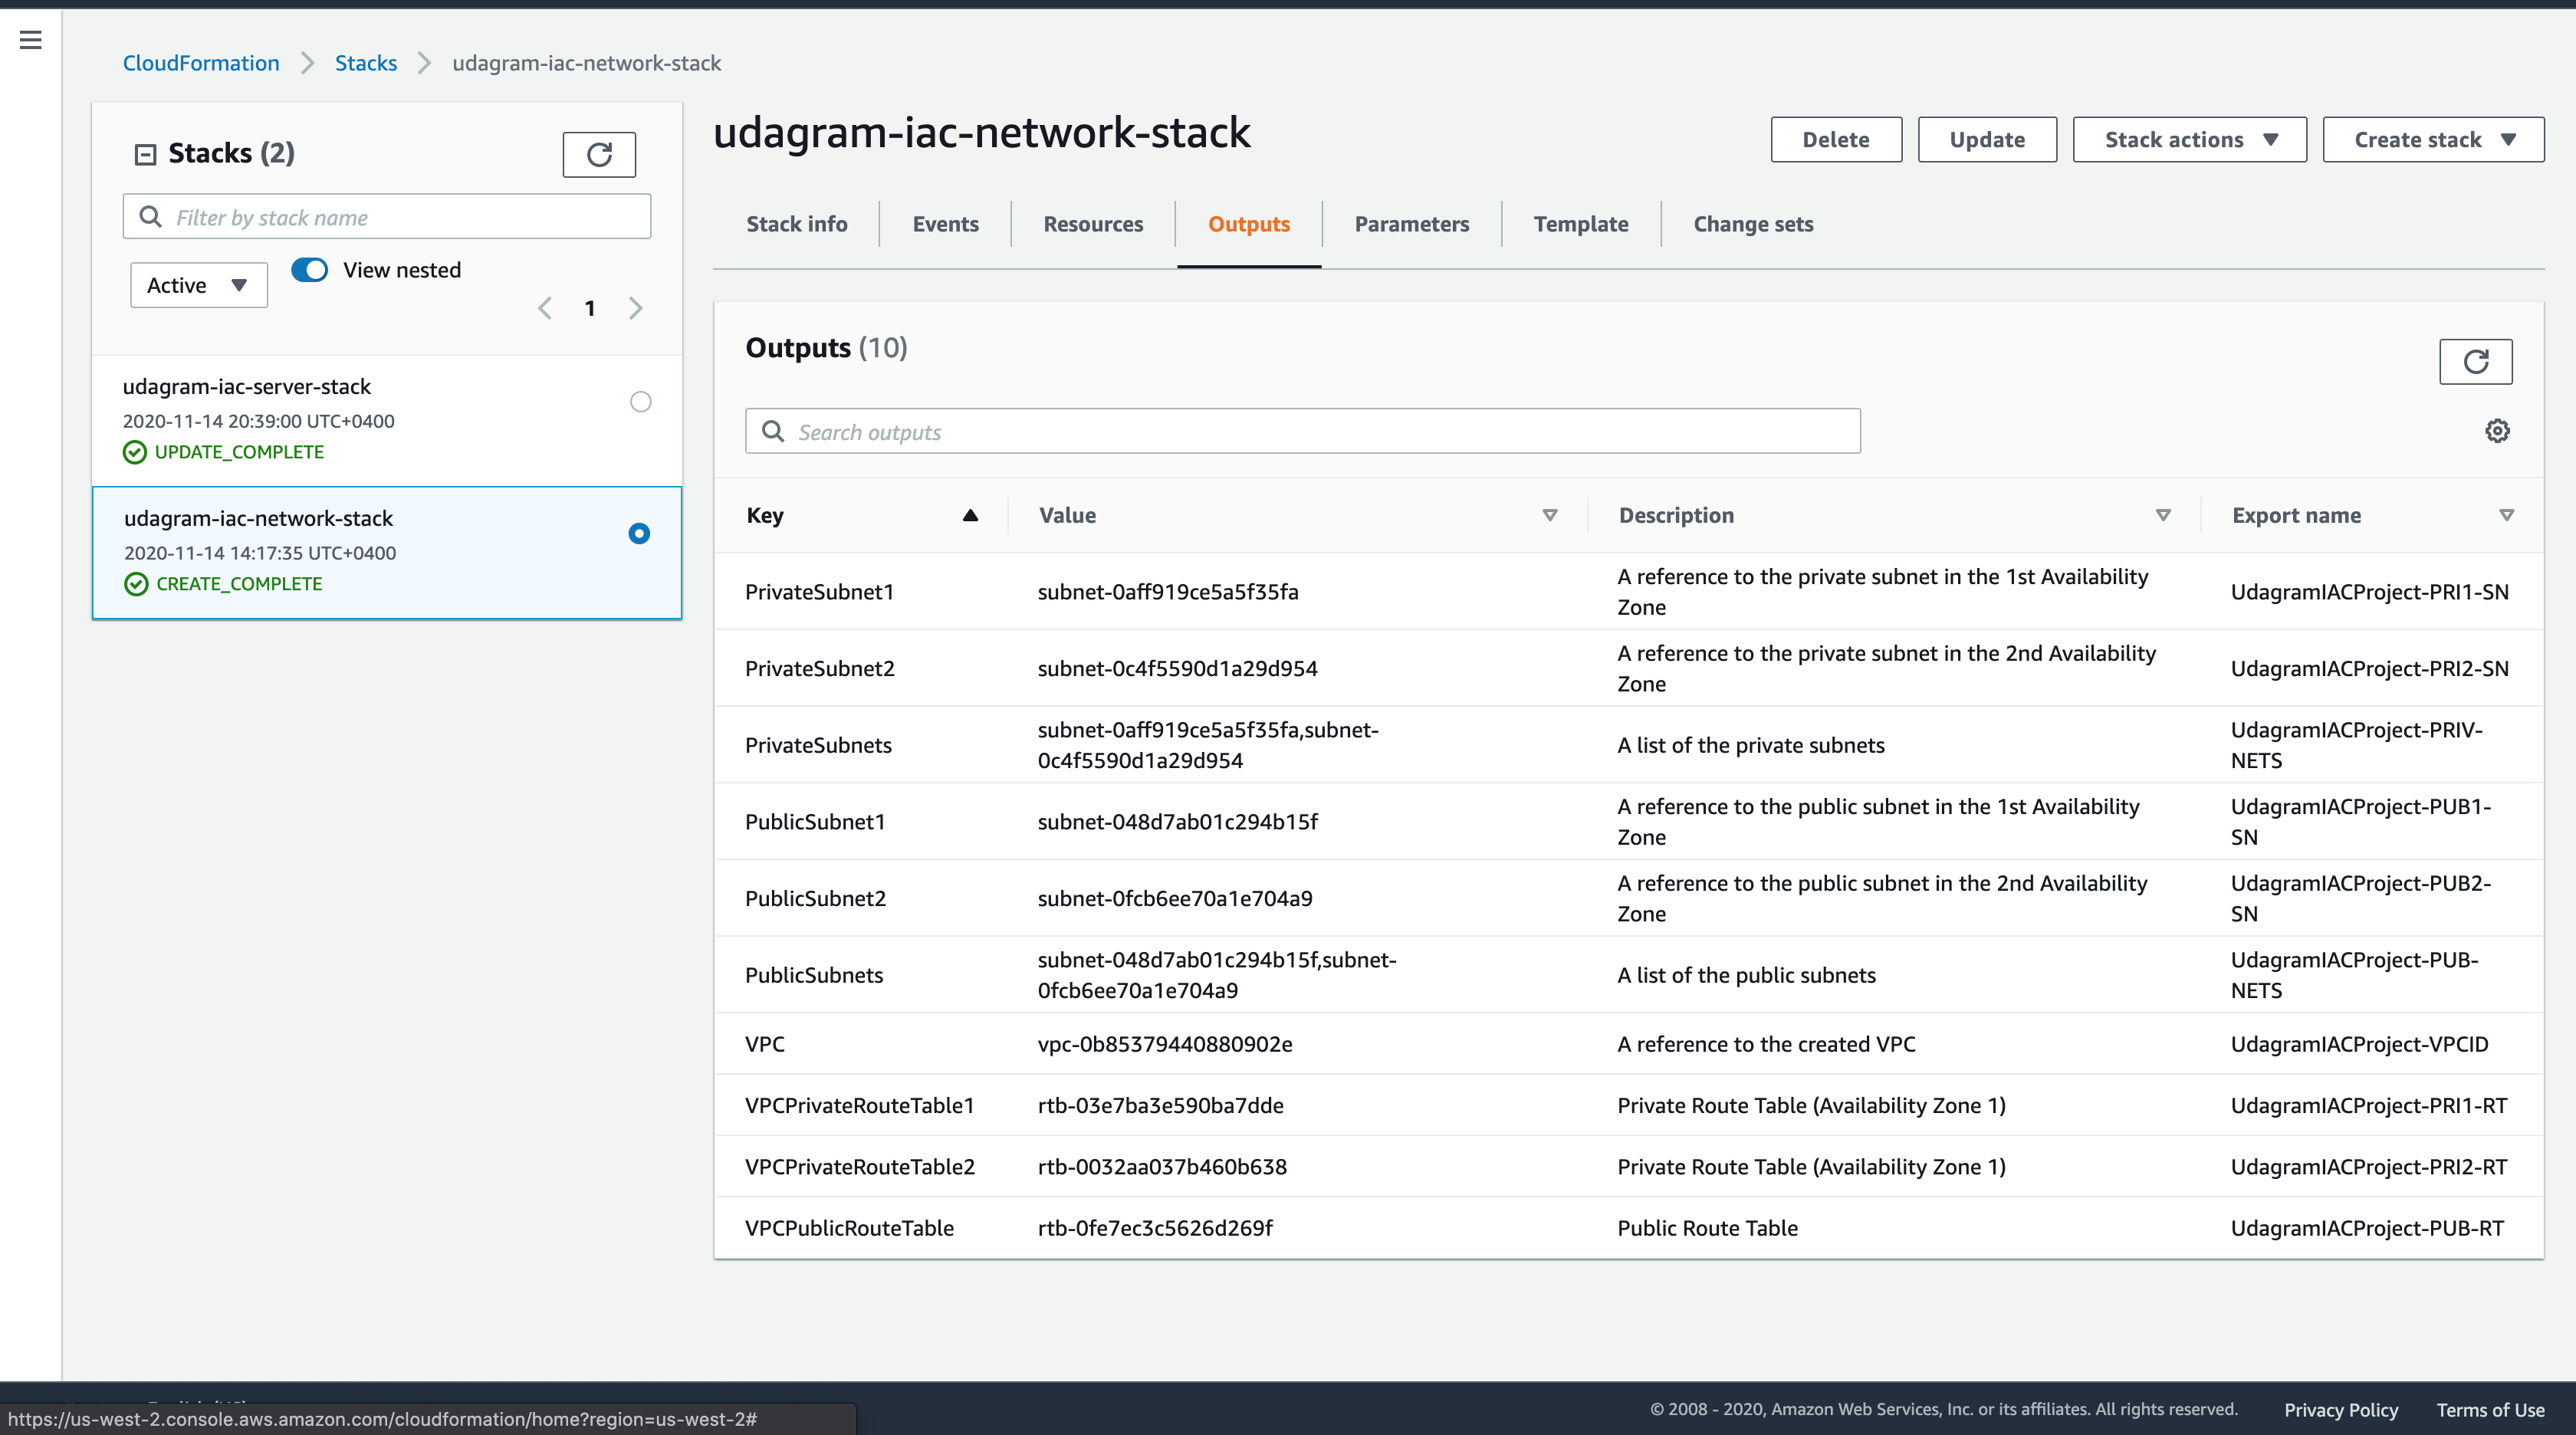 CloudFormation > Stacks > udagram-iac-network-stack
Stacks (2)
Filter by stack name
Active
View nested
1
udagram-iac-server-stack
2020-11-14 20:39:00 UTC+0400
UPDATE_COMPLETE
udagram-iac-network-stack
2020-11-14 14:17:35 UTC+0400
CREATE_COMPLETE
udagram-iac-network-stack
Delete Update Stack actions Create stack
Stack info Events Resources Outputs Parameters Template Change sets
Outputs (10)
Search outputs
Key Value Description Export name
PrivateSubnet1 subnet-0aff919ce5a5f35fa A reference to the private subnet in the 1st Availability
Zone UdagramIACProject-PRI1-SN
PrivateSubnet2 subnet-0c4f5590d1a29d954 A reference to the private subnet in the 2nd Availability
Zone UdagramIACProject-PRI2-SN
PrivateSubnets subnet-0aff919ce5a5f35fa,subnet-
0c4f5590d1a29d954 A list of the private subnets UdagramIACProject-PRIV-
NETS
PublicSubnet1 subnet-048d7ab01c294b15f A reference to the public subnet in the 1st Availability
Zone UdagramIACProject-PUB1-
SN
PublicSubnet2 subnet-0fcb6ee70a1e704a9 A reference to the public subnet in the 2nd Availability
Zone UdagramIACProject-PUB2-
SN
PublicSubnets subnet-048d7ab01c294b15f,subnet-
0fcb6ee70a1e704a9 A list of the public subnets UdagramIACProject-PUB-
NETS
VPC vpc-0b85379440880902e A reference to the created VPC UdagramIACProject-VPCID
VPCPrivateRouteTable1 rtb-03e7ba3e590ba7dde Private Route Table (Availability Zone 1) UdagramIACProject-PRI1-RT
VPCPrivateRouteTable2 rtb-0032aa037b460b638 Private Route Table (Availability Zone 1) UdagramIACProject-PRI2-RT
VPCPublicRouteTable rtb-0fe7ec3c5626d269f Public Route Table UdagramIACProject-PUB-RT
https://us-west-2.console.aws.amazon.com/cloudformation/home?region=us-west-2#
© 2008 - 2020, Amazon Web Services, Inc. or its affiliates. All rights reserved. Privacy Policy Terms of Use